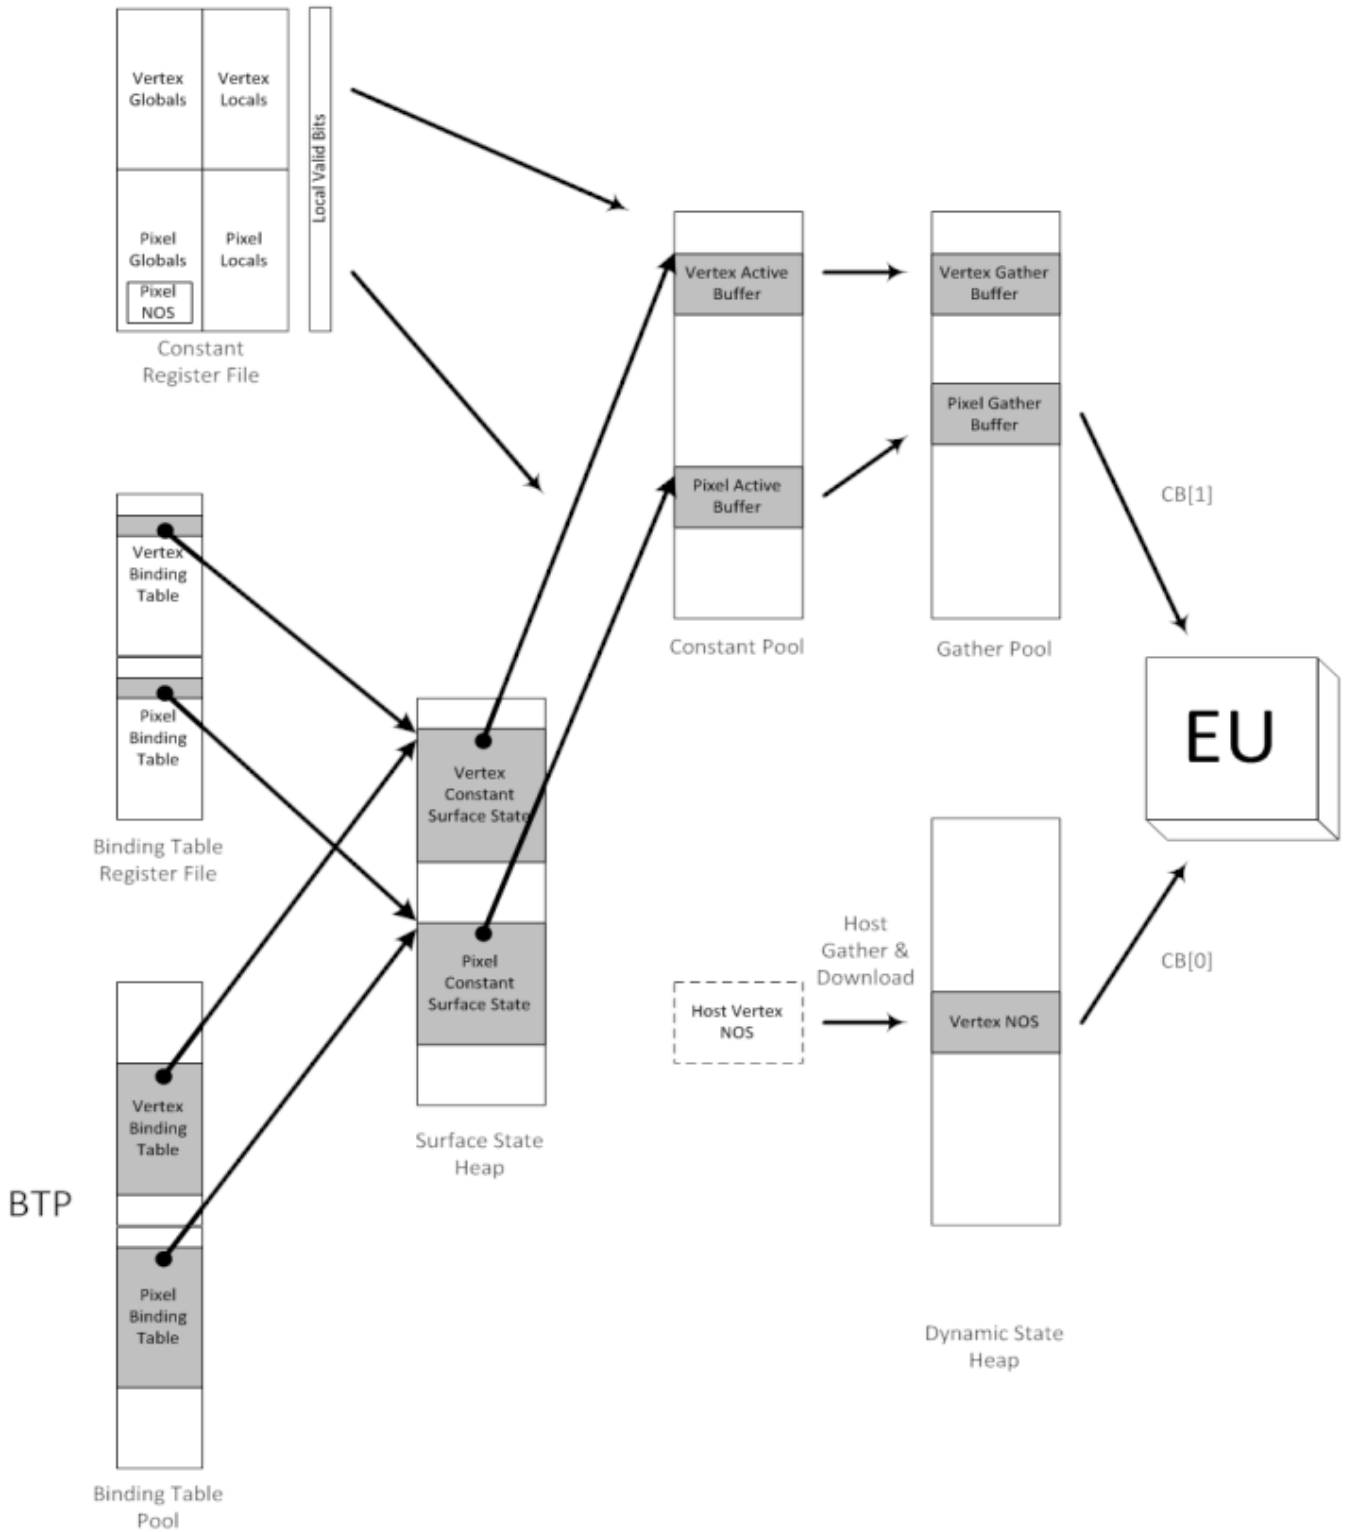 Vertex
Globals
Vertex
Locals
Local Valid Bits
Pixel
Globals
Pixel
Locals
Pixel
NOS
Constant
Register File
Vertex Active
Buffer
Vertex Gather
Buffer
Pixel Gather
Buffer
Pixel Active
Buffer
CB[1]
Constant Pool
Gather Pool
Vertex
Binding
Table
Pixel
Binding
Table
Binding Table
Register File
EU
Vertex
Constant
Surface State
Pixel
Constant
Surface State
Surface State
Heap
Host
Gather &
Download
CB[0]
Host Vertex
NOS
Vertex NOS
Dynamic State
Heap
Vertex
Binding
Table
BTP
Pixel
Binding
Table
Binding Table
Pool